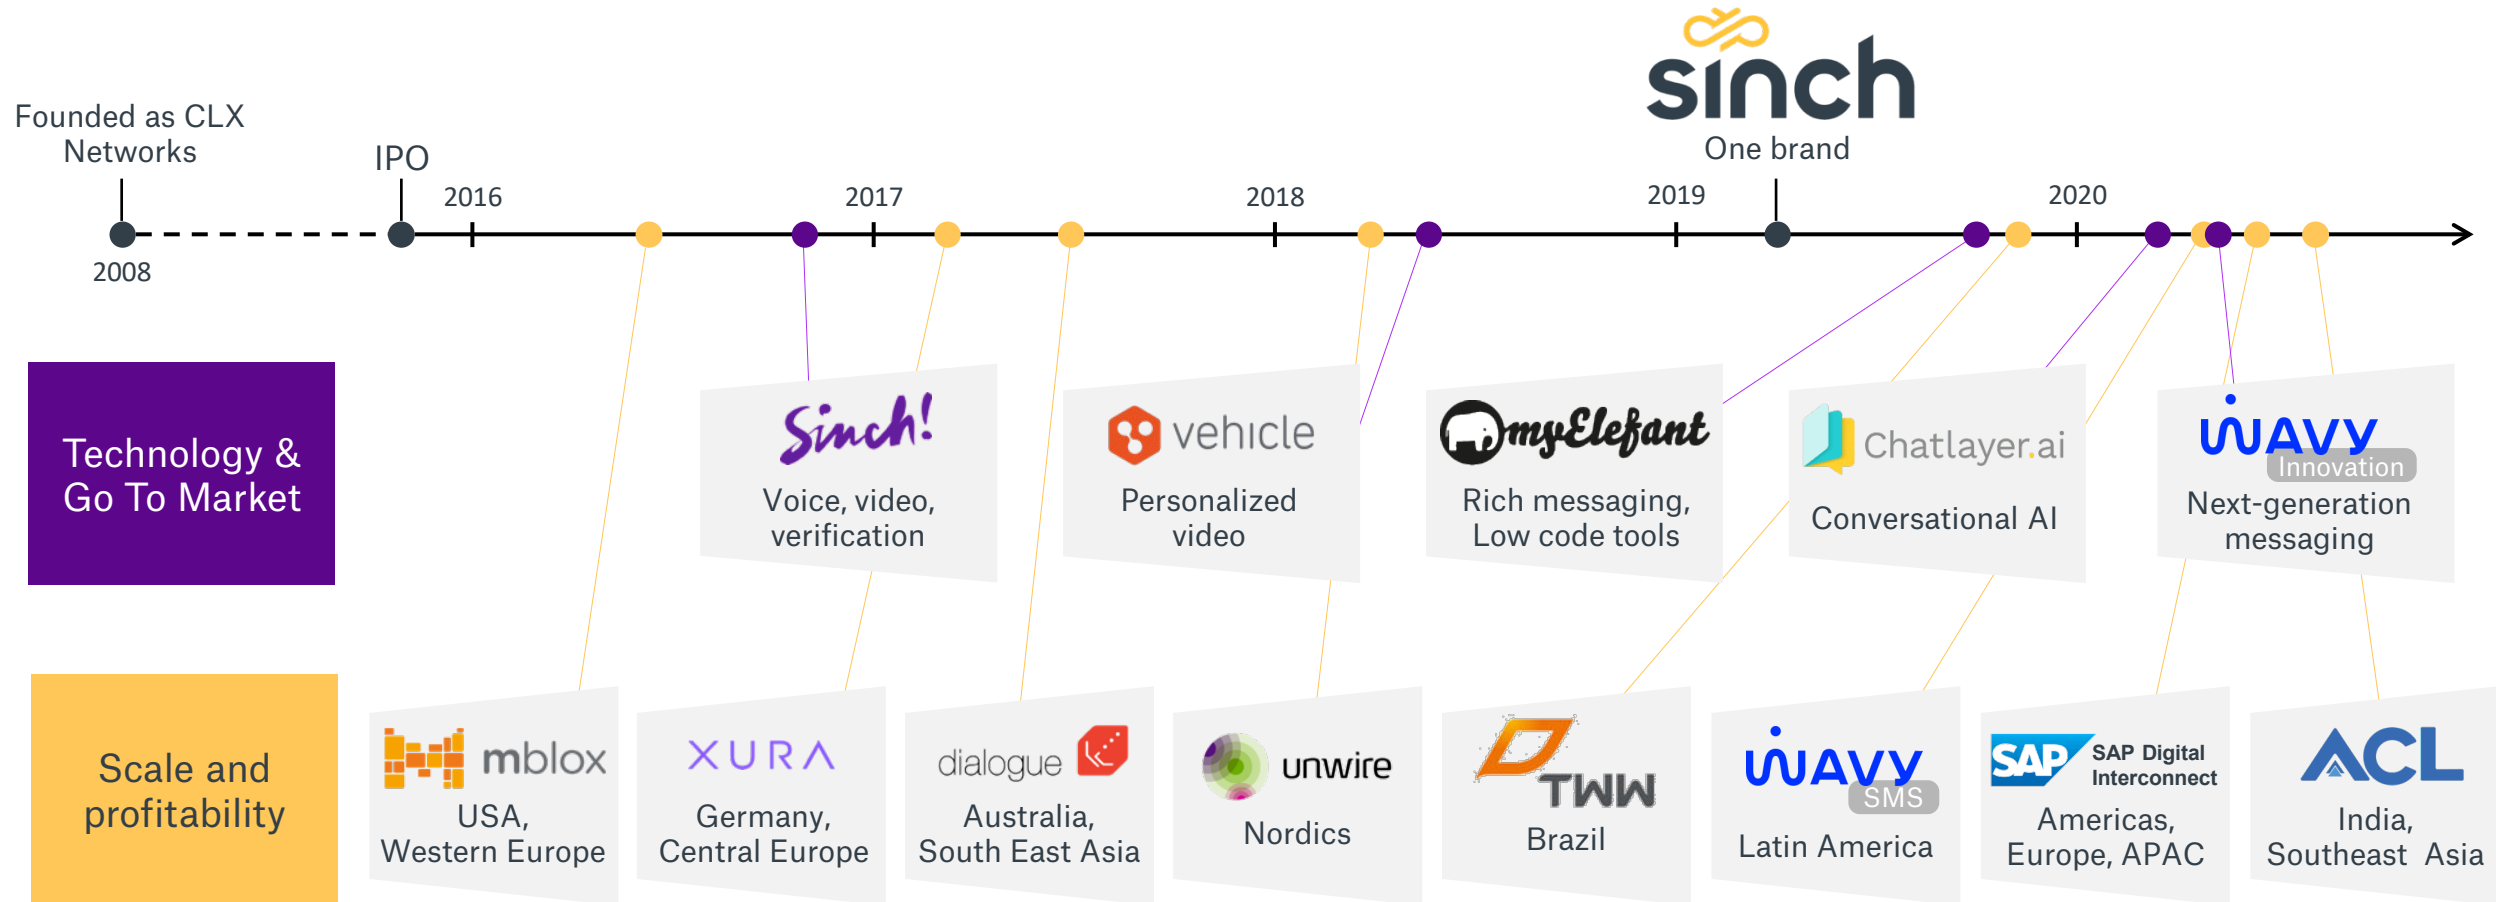 sinch
One brand
Founded as CLX
Networks
IPO
2016
2017
2018
2019
2020
2008
Technology &
Go To Market
Sinch!
Voice, video,
verification
vehicle
Personalized
video
myElefant
Rich messaging,
Low code tools
Chatlayer.ai
Conversational AI
WAVY
Innovation
Next-generation
messaging
Scale and
profitability
mblox
USA,
Western Europe
XURA
Germany,
Central Europe
dialogue
Australia,
South East Asia
unwire
Nordics
TWW
Brazil
WAVY
SMS
Latin America
SAP
SAP Digital
Interconnect
Americas,
Europe, APAC
ACL
India,
Southeast  Asia